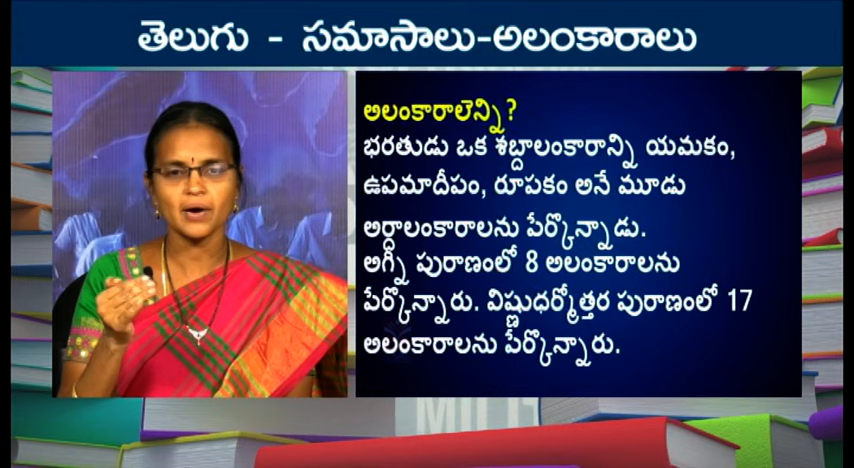 తెలుగు - సమాసాలు-అలంకారాలు
అలంకారాలెన్ని?
భరతుడు ఒక శబ్దాలంకారాన్ని యమకం,
ఉపమాదీపం, రూపకం అనే మూడు
అర్ధాలంకారాలను పేర్కొన్నాడు.
అగ్ని పురాణంలో 8 అలంకారాలను
పేర్కొన్నారు. విష్ణుధర్మోత్తర పురాణంలో 17
అలంకారాలను పేర్కొన్నారు.